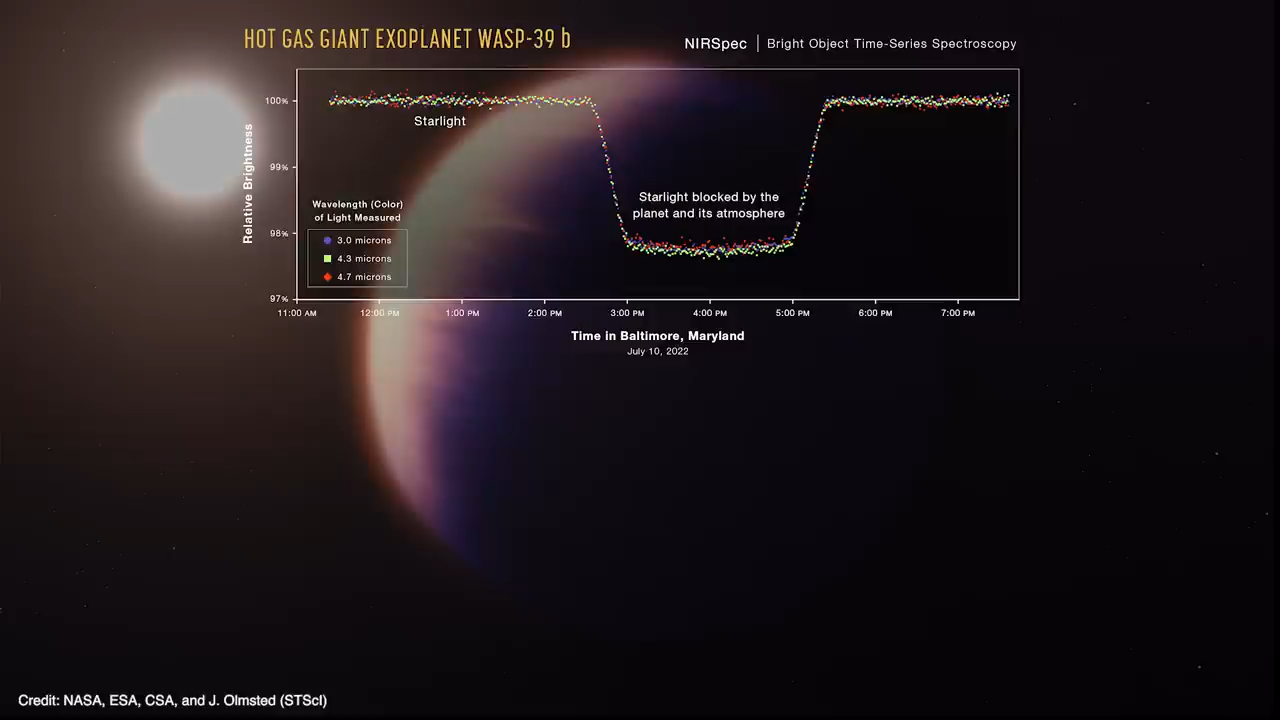 HOT GAS GIANT EXOPLANET WASP-39 b
NIRSpec | Bright Object Time-Series Spectroscopy
Relative Brightness
100%
99%
98%
97%
Starlight
Starlight blocked by the
planet and its atmosphere
Wavelength (Color)
of Light Measured
3.0 microns
4.3 microns
4.7 microns
11:00 AM 12:00 PM 1:00 PM 2:00 PM 3:00 PM 4:00 PM 5:00 PM 6:00 PM 7:00 PM
Time in Baltimore, Maryland
July 10, 2022
Credit: NASA, ESA, CSA, and J. Olmsted (STScI)